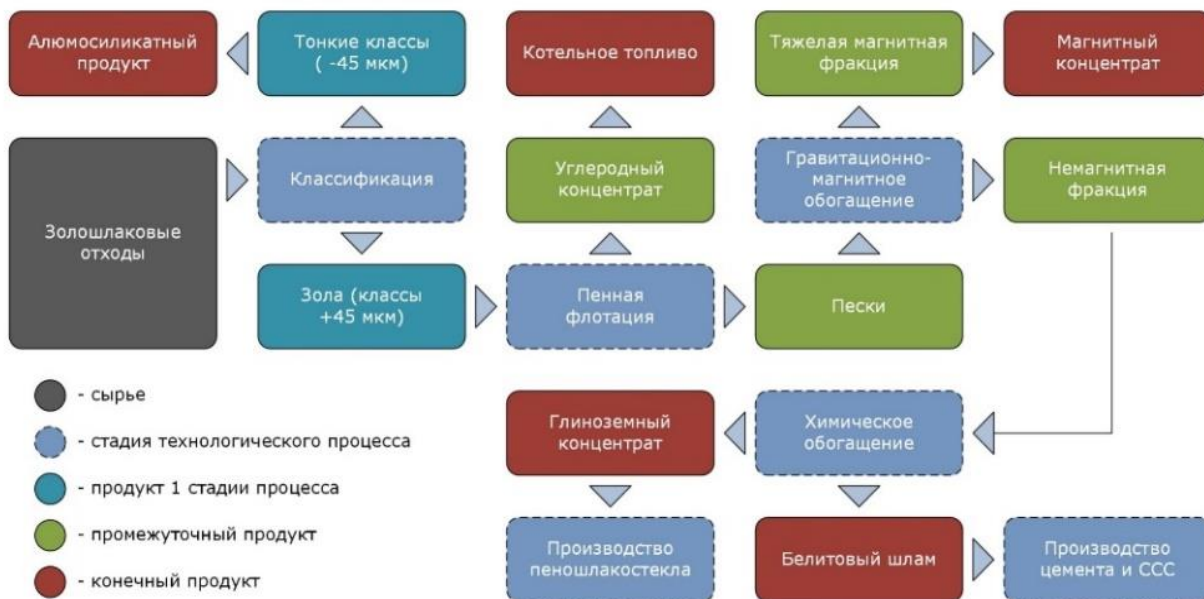 Алюмосиликатный
продукт
Тонкие классы
( -45 мкм)
Котельное топливо
Тяжелая магнитная
фракция
Магнитный
концентрат
Золошлаковые
отходы
Классификация
Углеродный
концентрат
Гравитационно-
магнитное
обогащение
Немагнитная
фракция
Зола (классы
+45 мкм)
Пенная
флотация
Пески
- сырье
- стадия технологического процесса
- продукт 1 стадии процесса
- промежуточный продукт
- конечный продукт
Глиноземный
концентрат
Химическое
обогащение
Производство
пеношлакостекла
Белитовый шлам
Производство
цемента и ССС